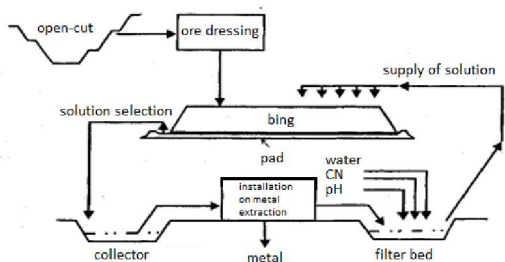 open-cut
ore dressing
supply of solution
solution selection
bing
pad
water
CN
pH
installation
on metal
extraction
collector
metal
filter bed